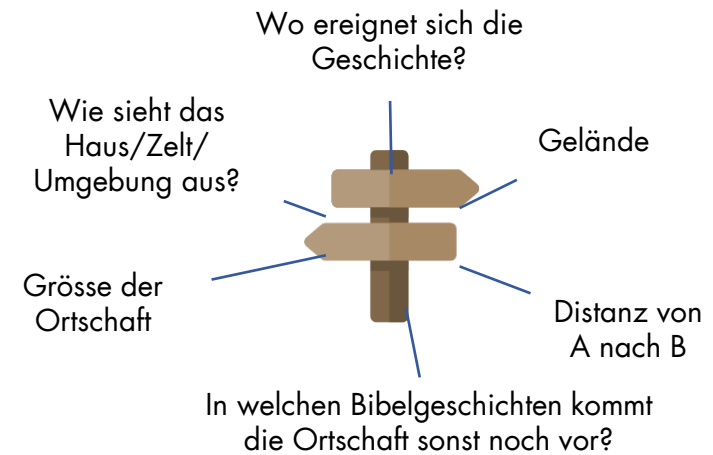 Wo ereignet sich die
Geschichte?
Wie sieht das
Haus/Zelt/
Umgebung aus?
Gelände
Grösse der
Ortschaft
Distanz von
A nach B
In welchen Bibelgeschichten kommt
die Ortschaft sonst noch vor?